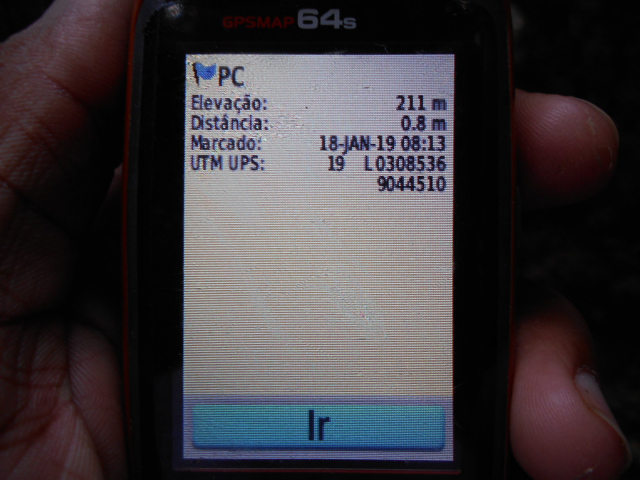 GPSMAP 64s
PC
Elevação: 211 m
Distância: 0.8 m
Marcado: 18-JAN-19 08:13
UTM UPS: 19 L0308536
9044510
Ir